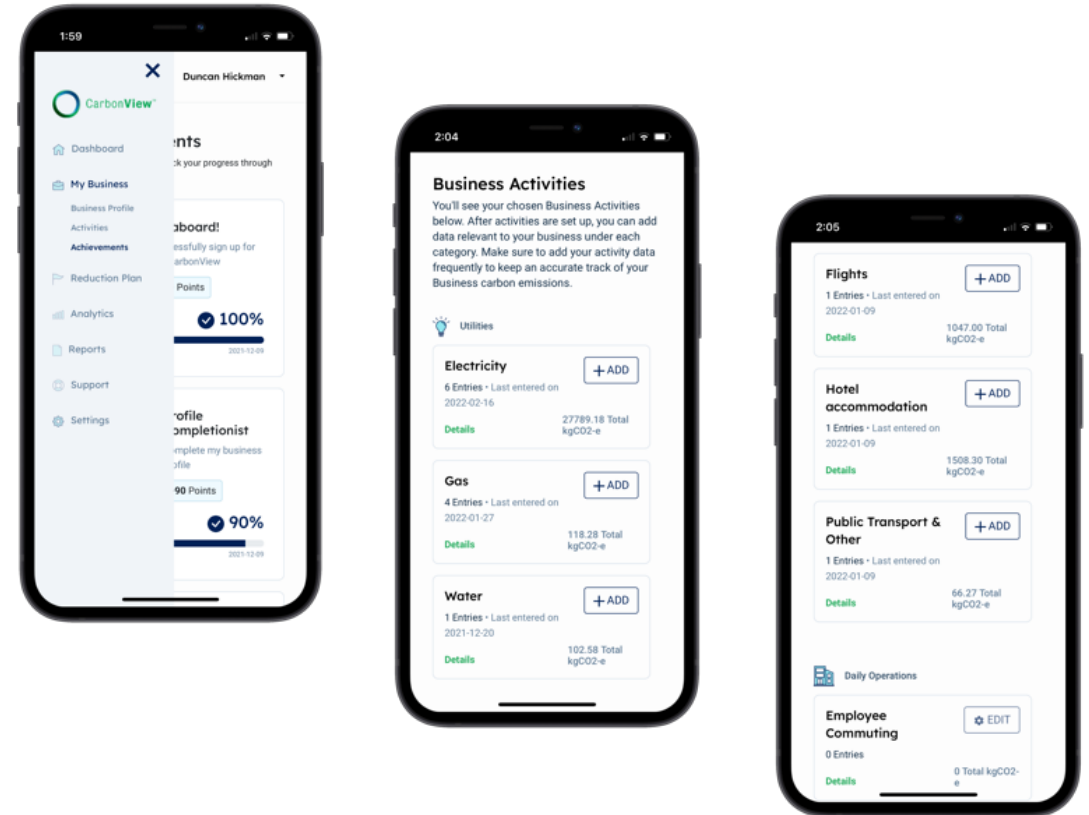 1:59
Duncan Hickman
CarbonView
ents
ck your progress through
Dashboard
My Business
Business Profile
Activities
Achievements
Reduction Plan
Analytics
Reports
Support
Settings
aboard!
essfully sign up for
arbonView
Points
100%
2021-12-09
rofile
ompletionist
mplete my business
ofile
90 Points
90%
2021-12-09
2:04
Business Activities
You'll see your chosen Business Activities
below. After activities are set up, you can add
data relevant to your business under each
category. Make sure to add your activity data
frequently to keep an accurate track of your
Business carbon emissions.
Utilities
Electricity
+ ADD
6 Entries • Last entered on
2022-02-16
Details
27789.18 Total
kgCO2-e
Gas
+ ADD
4 Entries • Last entered on
2022-01-27
Details
118.28 Total
kgCO2-e
Water
+ ADD
1 Entries • Last entered on
2021-12-20
Details
102.58 Total
kgCO2-e
2:05
Flights
+ ADD
1 Entries • Last entered on
2022-01-09
Details
1047.00 Total
kgCO2-e
Hotel
accommodation
+ ADD
1 Entries • Last entered on
2022-01-09
Details
1508.30 Total
kgCO2-e
Public Transport &
Other
+ ADD
1 Entries • Last entered on
2022-01-09
Details
66.27 Total
kgCO2-e
Daily Operations
Employee
Commuting
EDIT
0 Entries
Details
0 Total kgCO2-
e